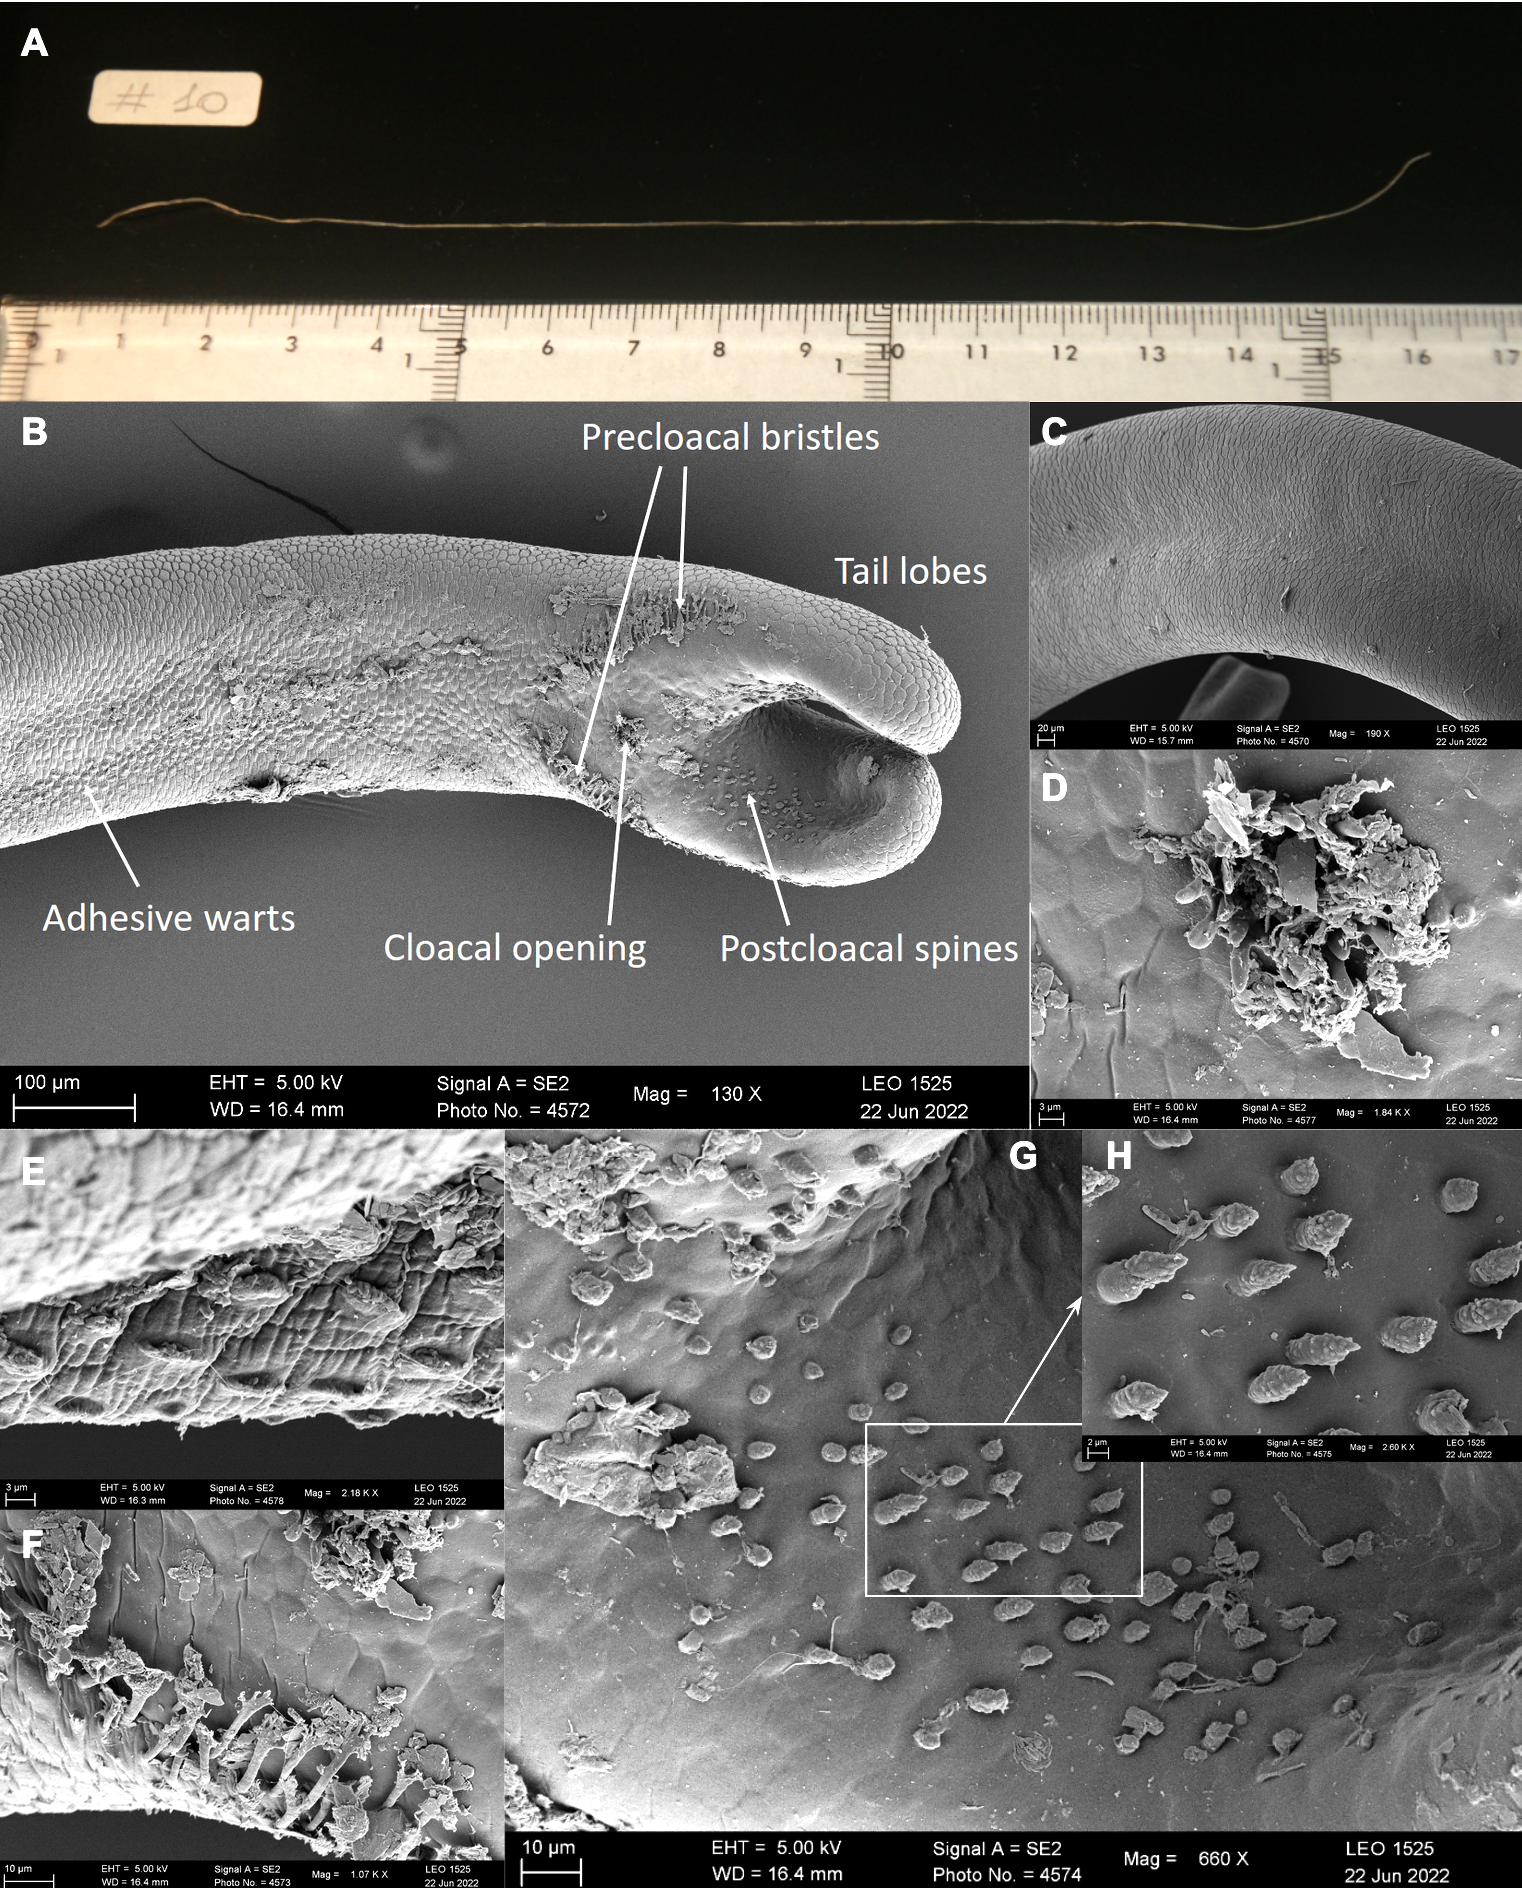 A
# 10
0 1 2 3 4 5 6 7 8 9 10 11 12 13 14 15 16 17
1 1 1 1
B
Precloacal bristles
Tail lobes
Adhesive warts
Cloacal opening
Postcloacal spines
100 µm
EHT = 5.00 kV
WD = 16.4 mm
Signal A = SE2
Photo No. = 4572
Mag = 130 X
LEO 1525
22 Jun 2022
C
20 µm
EHT = 5.00 kV
WD = 15.7 mm
Signal A = SE2
Photo No. = 4570
Mag = 190 X
LEO 1525
22 Jun 2022
D
3 µm
EHT = 5.00 kV
WD = 16.4 mm
Signal A = SE2
Photo No. = 4577
Mag = 1.84 K X
LEO 1525
22 Jun 2022
E
3 µm
EHT = 5.00 kV
WD = 16.3 mm
Signal A = SE2
Photo No. = 4578
Mag = 2.18 K X
LEO 1525
22 Jun 2022
F
10 µm
EHT = 5.00 kV
WD = 16.4 mm
Signal A = SE2
Photo No. = 4573
Mag = 1.07 K X
LEO 1525
22 Jun 2022
G
10 µm
EHT = 5.00 kV
WD = 16.4 mm
Signal A = SE2
Photo No. = 4574
Mag = 660 X
LEO 1525
22 Jun 2022
H
2 µm
EHT = 5.00 kV
WD = 16.4 mm
Signal A = SE2
Photo No. = 4575
Mag = 2.60 K X
LEO 1525
22 Jun 2022